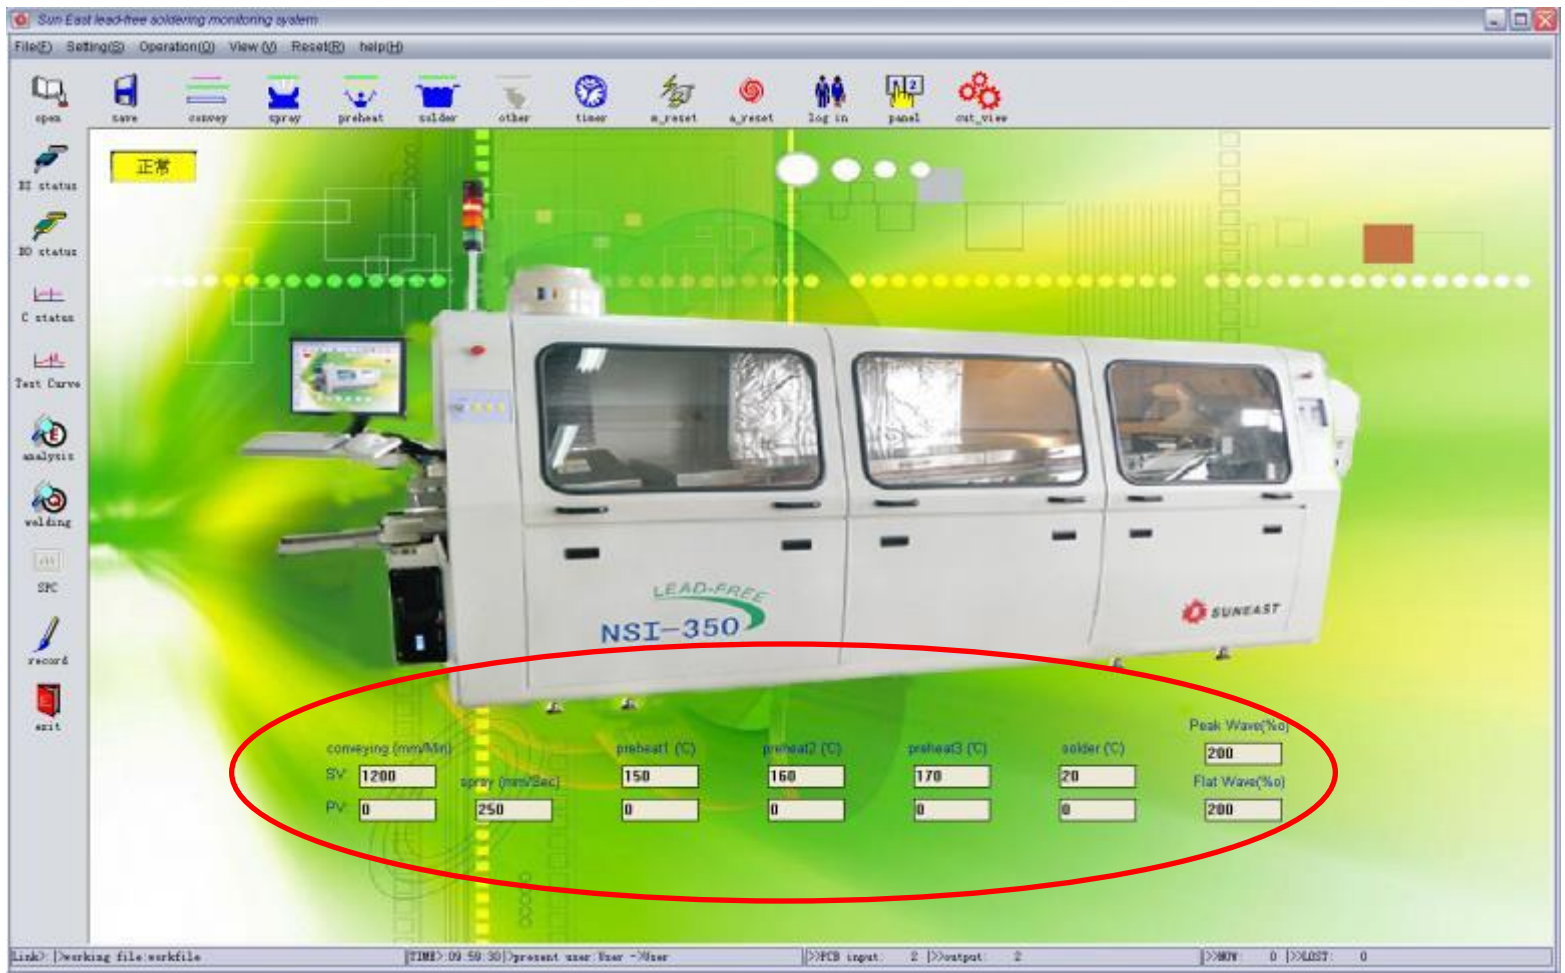 Sun East lead-free soldering monitoring system
File(F) Setting(S) Operation(O) View (V) Reset(R) help(H)
open save convey spray preheat solder other timer m_reset a_reset log in panel cut_view
正常
DI status
DO status
C status
Test Curve
analysis
welding
SPC
record
exit
LEAD-FREE
NSI-350
SUNEAST
Peak Wave(%o)
conveying (mm/Min) preheat1 (℃) preheat2 (℃) preheat3 (℃) solder (℃) 200
SV: 1200 spray (mm/Sec) 150 160 170 20 Flat Wave(%o)
PV: 0 250 0 0 0 0 200
Link> |>working file:workfile |TIME> 09:59:30|>present user:User ->User |>>PCB input: 2 |>>output: 2 |>>NOW: 0 |>>LOST: 0